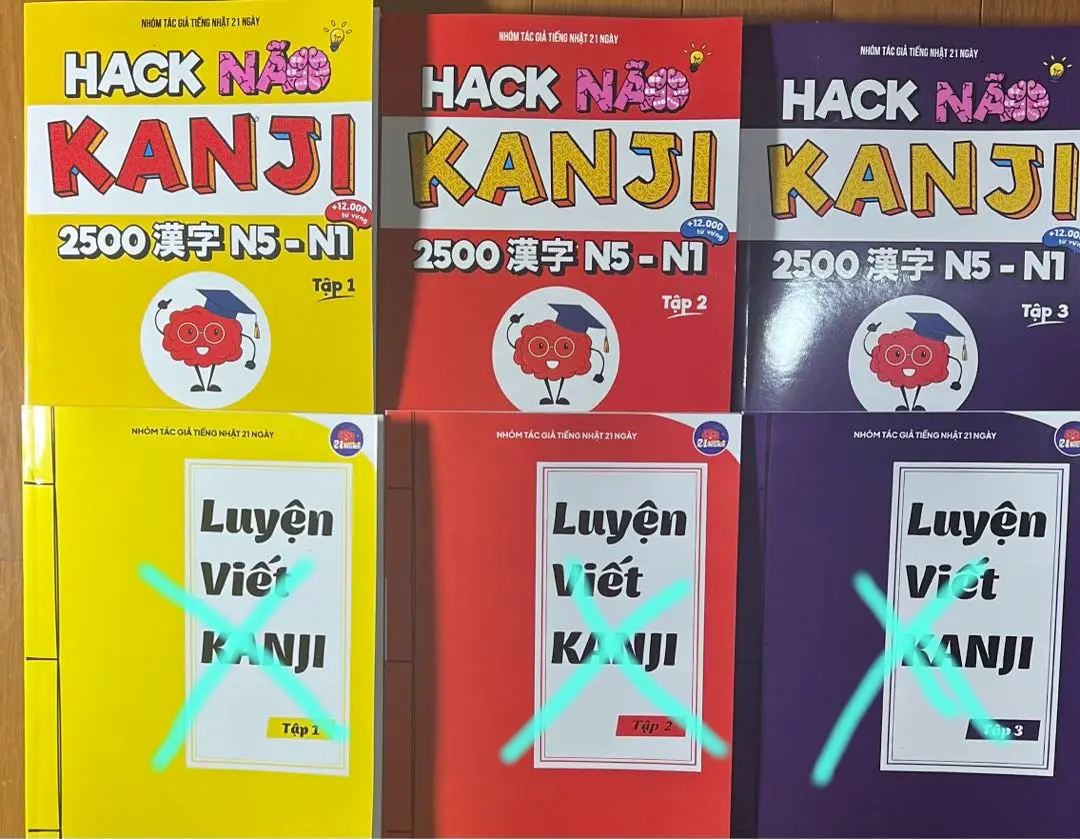 NHÓM TÁC GIẢ TIẾNG NHẬT 21 NGÀY
HACK NÃO
KANJI
+12.000
từ vựng
2500 漢字 N5 - N1
Tập 1
NHÓM TÁC GIẢ TIẾNG NHẬT 21 NGÀY
HACK NÃO
KANJI
+12.000
từ vựng
2500 漢字 N5 - N1
Tập 2
NHÓM TÁC GIẢ TIẾNG NHẬT 21 NGÀY
HACK NÃO
KANJI
+12.000
từ vựng
2500 漢字 N5 - N1
Tập 3
NHÓM TÁC GIẢ TIẾNG NHẬT 21 NGÀY
Luyện
Viết
KANJI
Tập 1
NHÓM TÁC GIẢ TIẾNG NHẬT 21 NGÀY
Luyện
Viết
KANJI
Tập 2
NHÓM TÁC GIẢ TIẾNG NHẬT 21 NGÀY
Luyện
Viết
KANJI
Tập 3